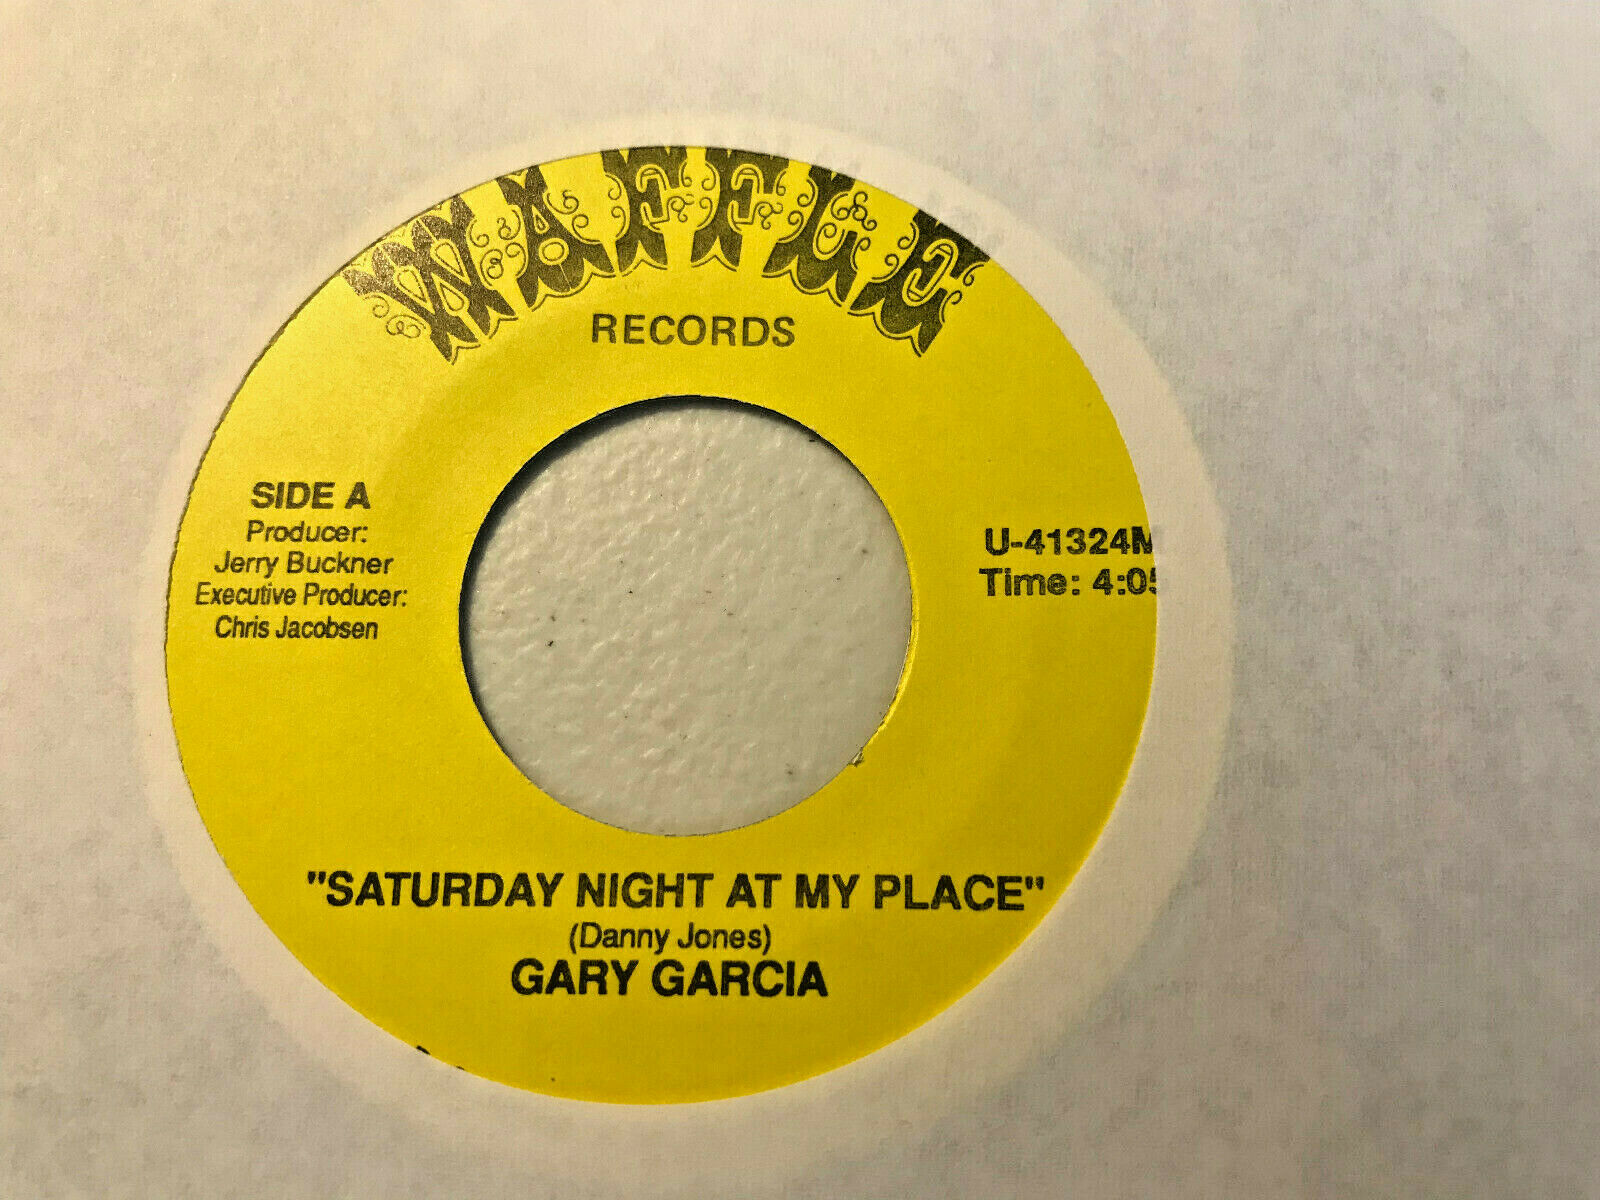 WAFFLE
RECORDS
SIDE A
Producer:
Jerry Buckner
Executive Producer:
Chris Jacobsen
U-41324M
Time: 4:05
"SATURDAY NIGHT AT MY PLACE"
(Danny Jones)
GARY GARCIA